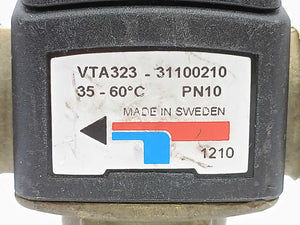 VTA323 - 31100210
35 - 60°C PN10
MADE IN SWEDEN
1210